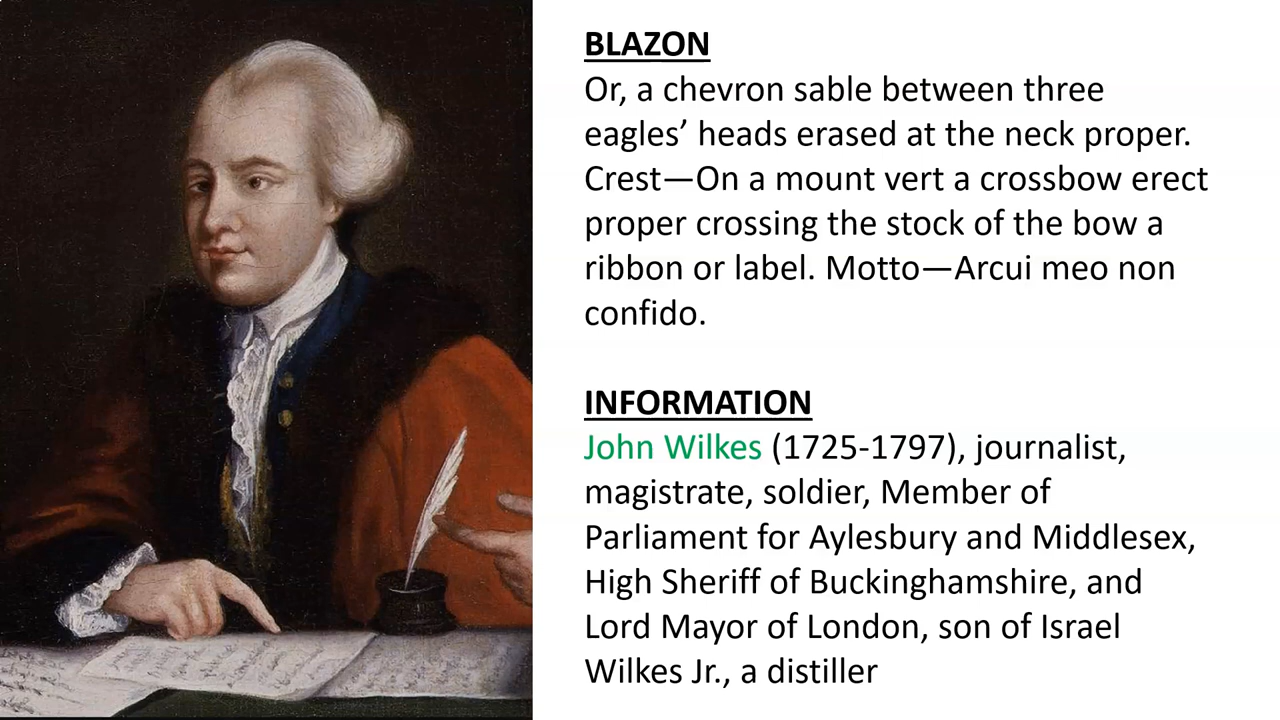 BLAZON
Or, a chevron sable between three
eagles’ heads erased at the neck proper.
Crest—On a mount vert a crossbow erect
proper crossing the stock of the bow a
ribbon or label. Motto—Arcui meo non
confido.
INFORMATION
John Wilkes (1725-1797), journalist,
magistrate, soldier, Member of
Parliament for Aylesbury and Middlesex,
High Sheriff of Buckinghamshire, and
Lord Mayor of London, son of Israel
Wilkes Jr., a distiller